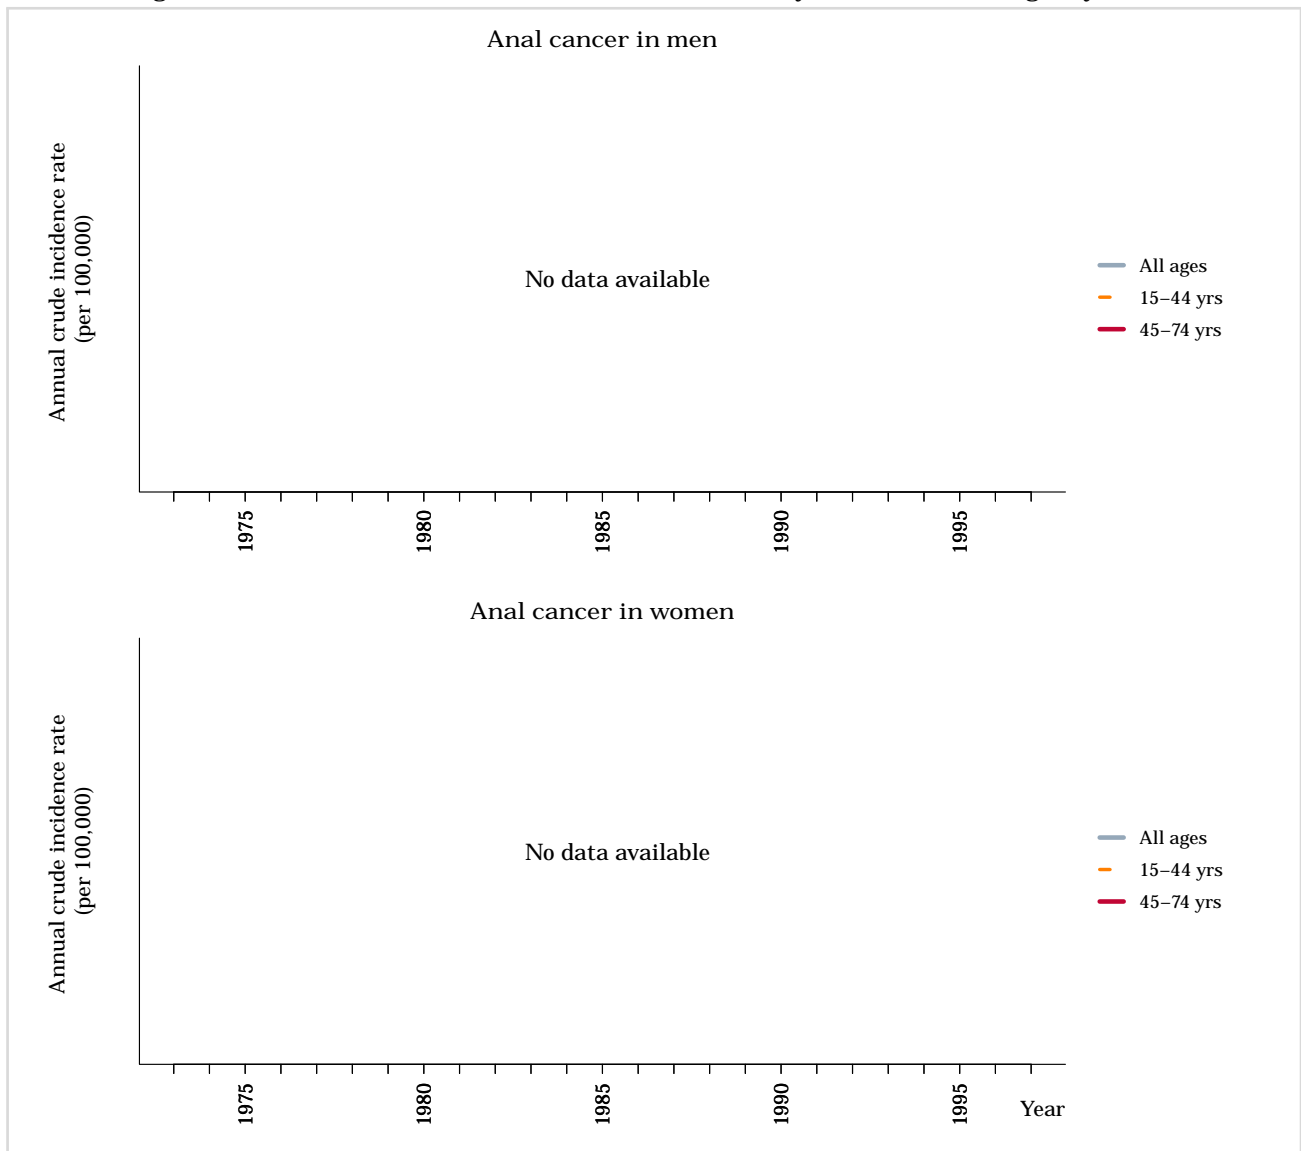 Anal cancer in men
Annual crude incidence rate
(per 100,000)
No data available
All ages
15–44 yrs
45–74 yrs
1975
1980
1985
1990
1995
Anal cancer in women
Annual crude incidence rate
(per 100,000)
No data available
All ages
15–44 yrs
45–74 yrs
1975
1980
1985
1990
1995
Year